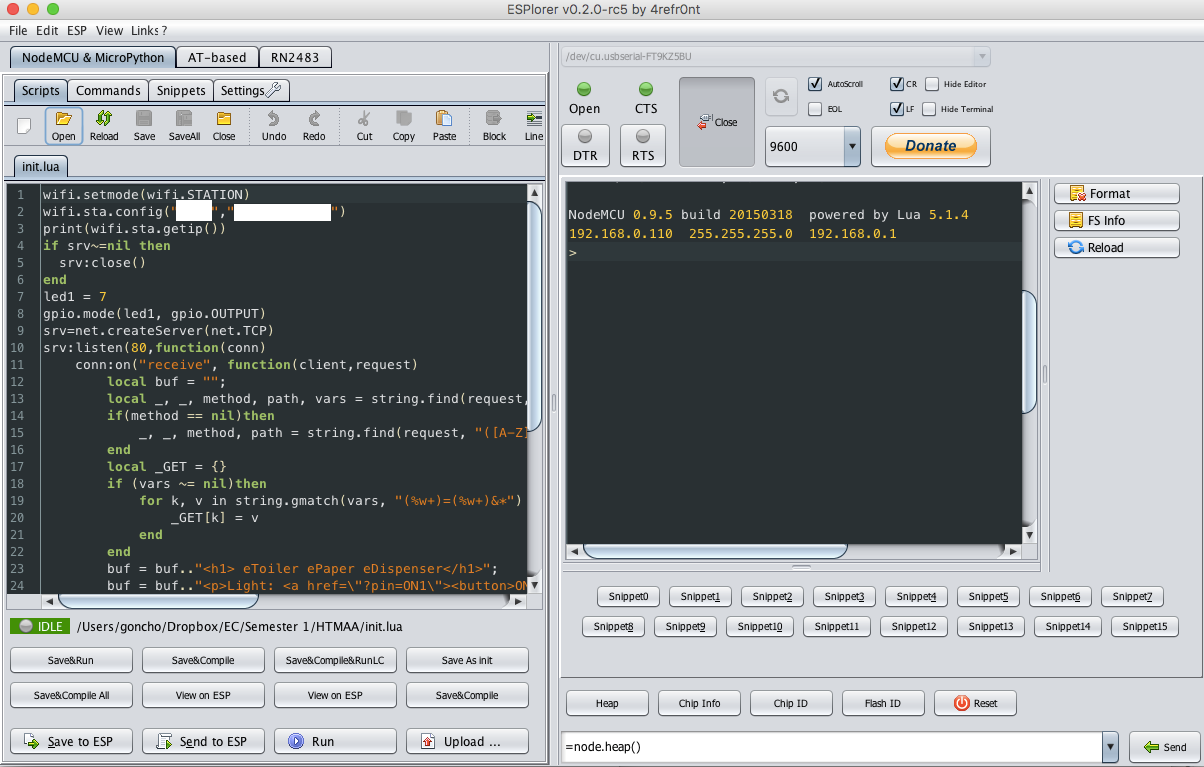 ESPlorer v0.2.0-rc5 by 4refr0nt
File Edit ESP View Links ?
NodeMCU & MicroPython AT-based RN2483
Scripts Commands Snippets Settings
Open Reload Save SaveAll Close Undo Redo Cut Copy Paste Block Line
init.lua
1 wifi.setmode(wifi.STATION)
2 wifi.sta.config("","")
3 print(wifi.sta.getip())
4 if srv~=nil then
5 srv:close()
6 end
7 led1 = 7
8 gpio.mode(led1, gpio.OUTPUT)
9 srv=net.createServer(net.TCP)
10 srv:listen(80,function(conn)
11 conn:on("receive", function(client,request)
12 local buf = "";
13 local _, _, method, path, vars = string.find(request,
14 if(method == nil)then
15 _, _, method, path = string.find(request, "([A-Z]
16 end
17 local _GET = {}
18 if (vars ~= nil)then
19 for k, v in string.gmatch(vars, "(%w+)=(%w+)&*")
20 _GET[k] = v
21 end
22 end
23 buf = buf.."<h1> eToiler ePaper eDispenser</h1>";
24 buf = buf.."<p>Light: <a href=\"?pin=ON1\"><button>ON
IDLE /Users/goncho/Dropbox/EC/Semester 1/HTMAA/init.lua
Save&Run Save&Compile Save&Compile&RunLC Save As init
Save&Compile All View on ESP View on ESP Save&Compile
Save to ESP Send to ESP Run Upload ...
/dev/cu.usbserial-FT9KZ5BU
Open CTS Close AutoScroll CR Hide Editor
EOL LF Hide Terminal
DTR RTS 9600 Donate
NodeMCU 0.9.5 build 20150318 powered by Lua 5.1.4
192.168.0.110 255.255.255.0 192.168.0.1
>
Format
FS Info
Reload
Snippet0 Snippet1 Snippet2 Snippet3 Snippet4 Snippet5 Snippet6 Snippet7
Snippet8 Snippet9 Snippet10 Snippet11 Snippet12 Snippet13 Snippet14 Snippet15
Heap Chip Info Chip ID Flash ID Reset
=node.heap() Send